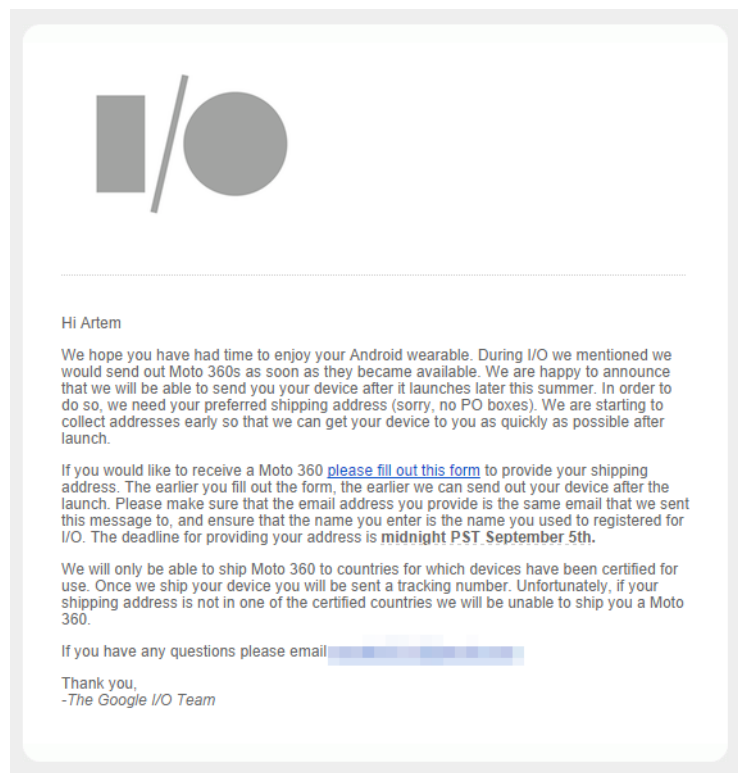 I/O
Hi Artem
We hope you have had time to enjoy your Android wearable. During I/O we mentioned we
would send out Moto 360s as soon as they became available. We are happy to announce
that we will be able to send you your device after it launches later this summer. In order to
do so, we need your preferred shipping address (sorry, no PO boxes). We are starting to
collect addresses early so that we can get your device to you as quickly as possible after
launch.
If you would like to receive a Moto 360 please fill out this form to provide your shipping
address. The earlier you fill out the form, the earlier we can send out your device after the
launch. Please make sure that the email address you provide is the same email that we sent
this message to, and ensure that the name you enter is the name you used to registered for
I/O. The deadline for providing your address is midnight PST September 5th.
We will only be able to ship Moto 360 to countries for which devices have been certified for
use. Once we ship your device you will be sent a tracking number. Unfortunately, if your
shipping address is not in one of the certified countries we will be unable to ship you a Moto
360.
If you have any questions please email
Thank you,
-The Google I/O Team